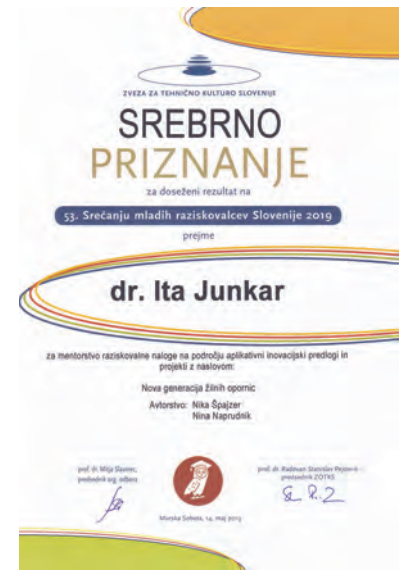 ZVEZA ZA TEHNIČNO KULTURO SLOVENIJE
SREBRNO
PRIZNANJE
za doseženi rezultat na
53. Srečanju mladih raziskovalcev Slovenije 2019
prejme
dr. Ita Junkar
za mentorstvo raziskovalne naloge na področju aplikativni inovacijski predlogi in
projekti z naslovom:
Nova generacija žilnih opornic
Avtorstvo: Nika Špajzer
Nina Naprudnik
prof. dr. Mitja Slavinec,
predsednik org. odbora
prof. dr. Radovan Stanislav Pejovnik
predsednik ZOTKS
Murska Sobota, 14. maj 2019